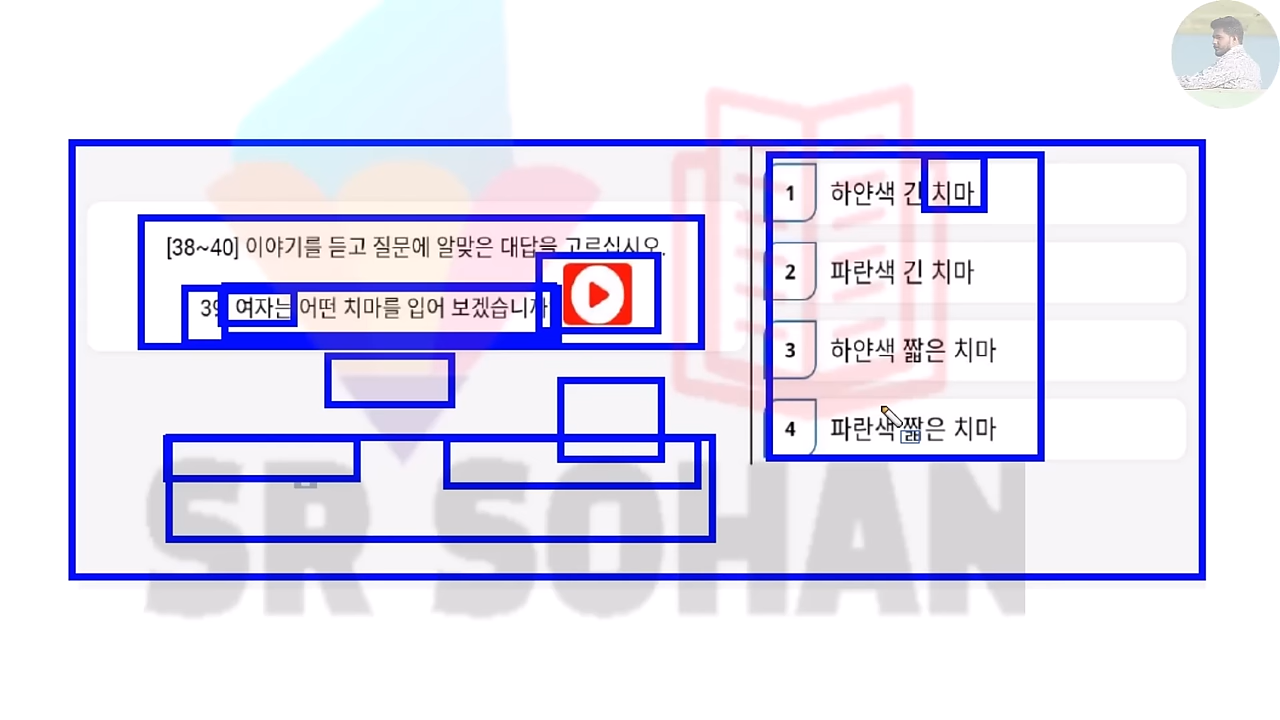 [38~40] 이야기를 듣고 질문에 알맞은 대답을 고르십시오.
39 여자는 어떤 치마를 입어 보겠습니까
1 하얀색 긴 치마
2 파란색 긴 치마
3 하얀색 짧은 치마
4 파란색 짧은 치마
SR SOHAN